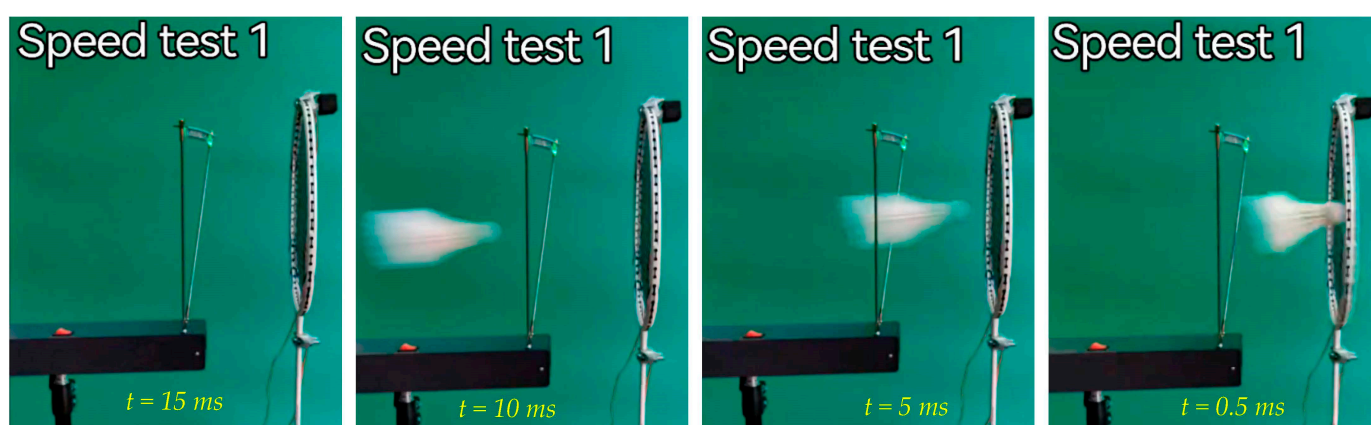 Speed test 1
Speed test 1
Speed test 1
Speed test 1
t = 15 ms
t = 10 ms
t = 5 ms
t = 0.5 ms